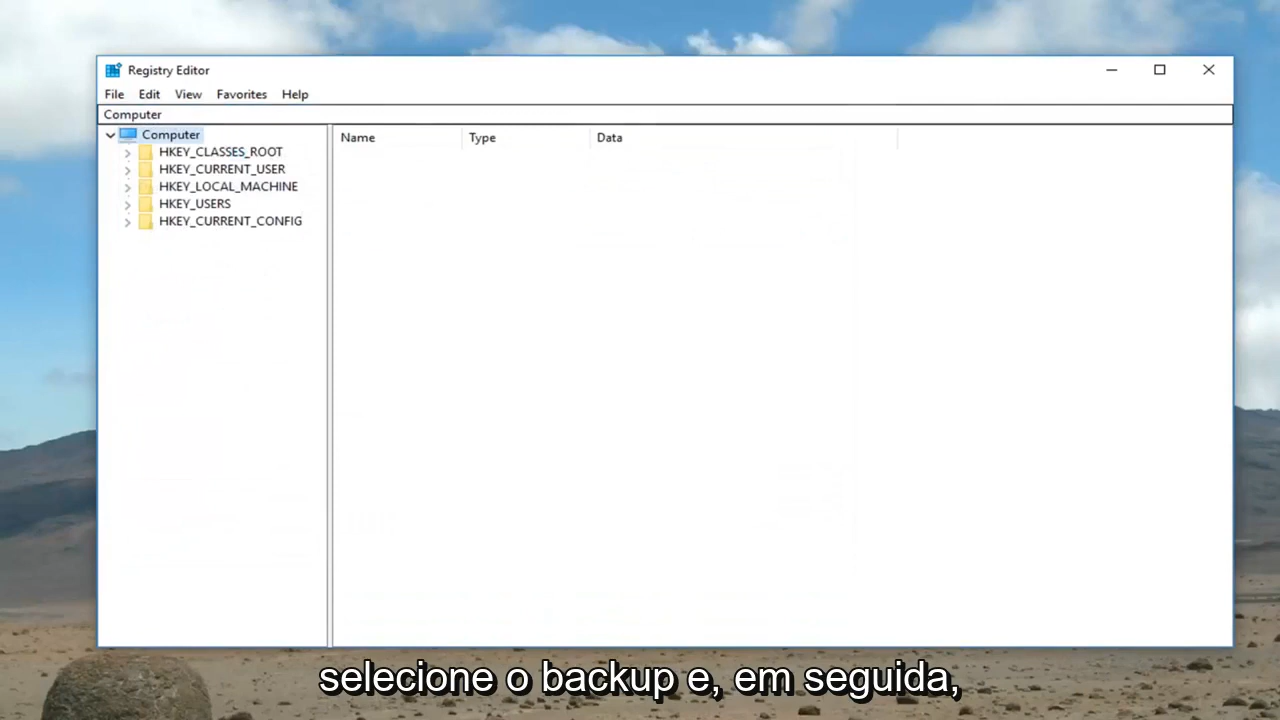 Registry Editor
File Edit View Favorites Help
Computer
Computer
HKEY_CLASSES_ROOT
HKEY_CURRENT_USER
HKEY_LOCAL_MACHINE
HKEY_USERS
HKEY_CURRENT_CONFIG
Name Type Data
selecione o backup e, em seguida,